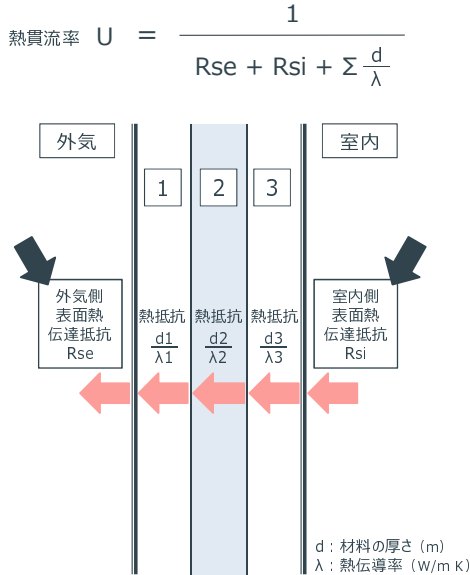 熱貫流率 U = 1
Rse + Rsi + Σ d
λ
外気
室内
1
2
3
外気側
表面熱
伝達抵抗
Rse
熱抵抗
d1
λ1
熱抵抗
d2
λ2
熱抵抗
d3
λ3
室内側
表面熱
伝達抵抗
Rsi
d : 材料の厚さ (m)
λ : 熱伝導率 (W/m K)